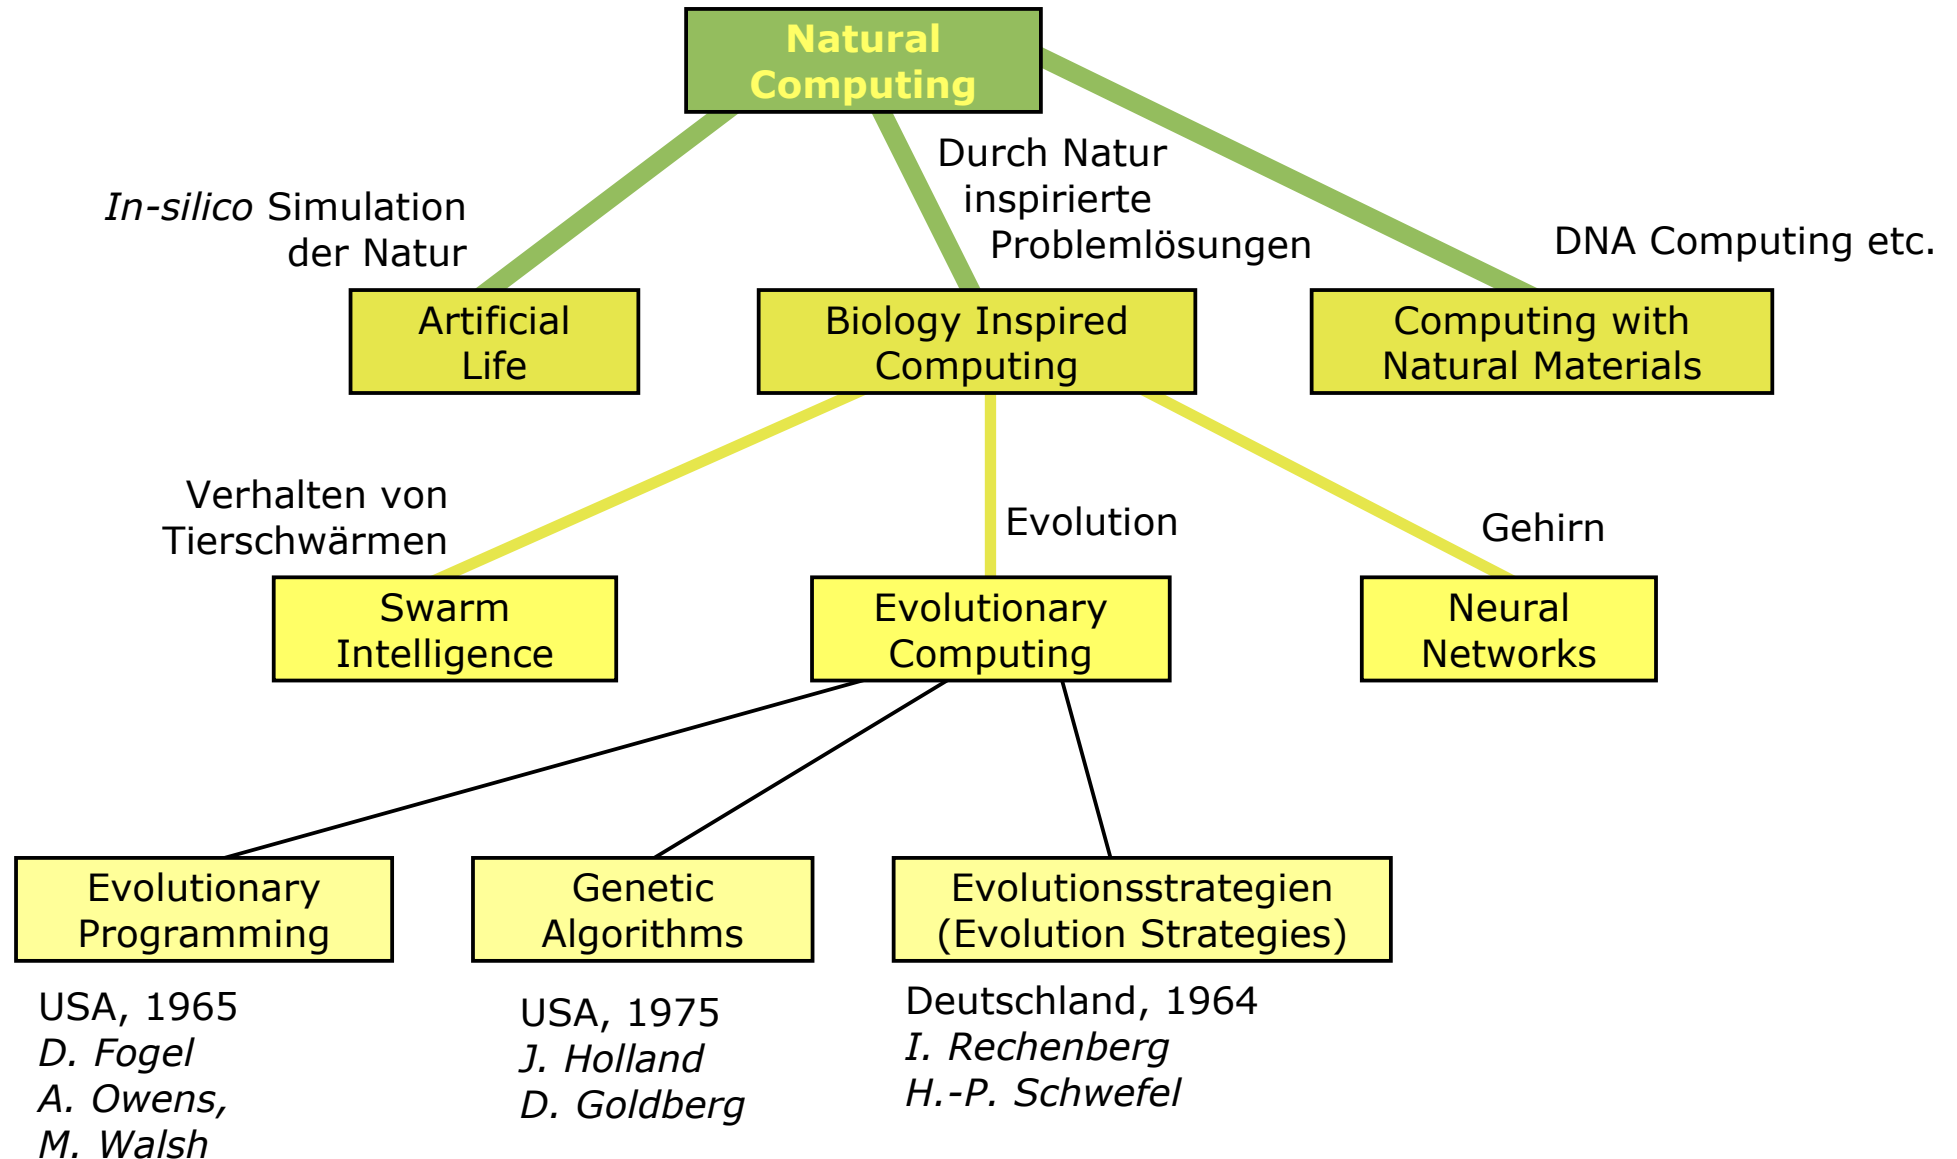 Natural
Computing
Durch Natur
inspirierte
Problemlösungen
In-silico Simulation
der Natur
DNA Computing etc.
Artificial
Life
Biology Inspired
Computing
Computing with
Natural Materials
Verhalten von
Tierschwärmen
Evolution
Gehirn
Swarm
Intelligence
Evolutionary
Computing
Neural
Networks
Evolutionary
Programming
Genetic
Algorithms
Evolutionsstrategien
(Evolution Strategies)
USA, 1965
D. Fogel
A. Owens,
M. Walsh
USA, 1975
J. Holland
D. Goldberg
Deutschland, 1964
I. Rechenberg
H.-P. Schwefel